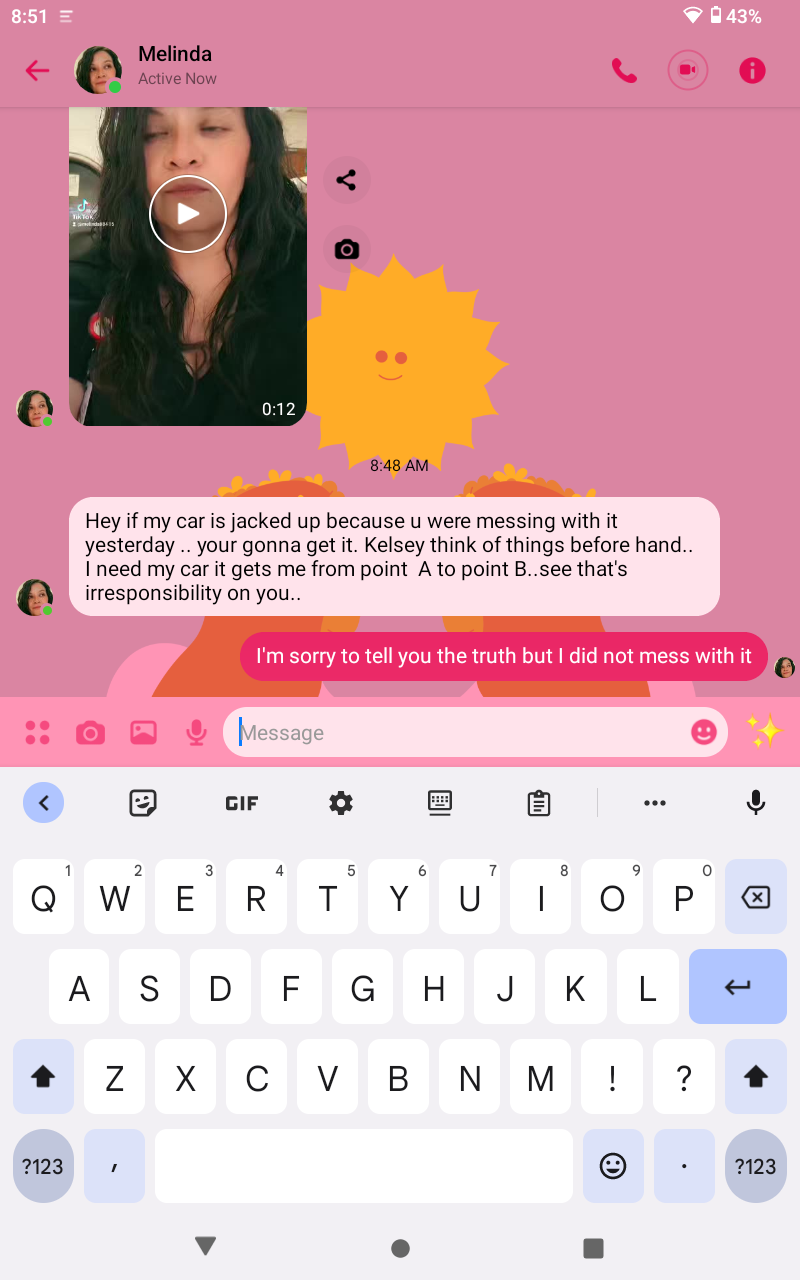 8:51
43%
Melinda
Active Now
TikTok
0:12
8:48 AM
Hey if my car is jacked up because u were messing with it
yesterday .. your gonna get it. Kelsey think of things before hand..
I need my car it gets me from point  A to point B..see that's
irresponsibility on you..
I'm sorry to tell you the truth but I did not mess with it
Message
GIF
1 2 3 4 5 6 7 8 9 0
Q W E R T Y U I O P
A S D F G H J K L
Z X C V B N M ! ?
?123 , . ?123